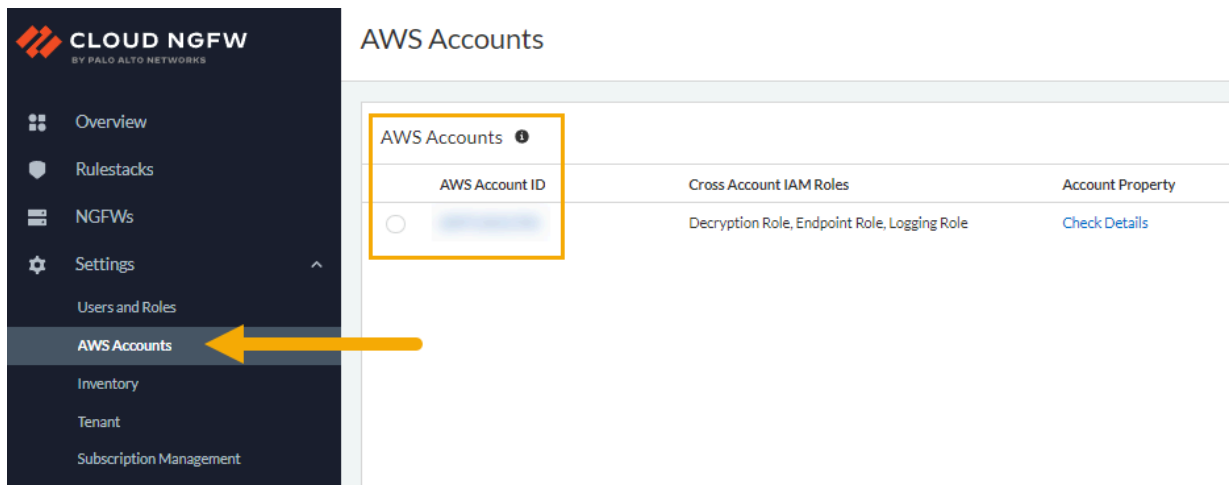 CLOUD NGFW
BY PALO ALTO NETWORKS
Overview
Rulestacks
NGFWs
Settings
Users and Roles
AWS Accounts
Inventory
Tenant
Subscription Management
AWS Accounts
AWS Accounts
AWS Account ID Cross Account IAM Roles Account Property
Decryption Role, Endpoint Role, Logging Role Check Details